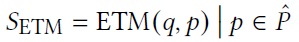 S_ETM = ETM(q, p) | p ∈ P̂